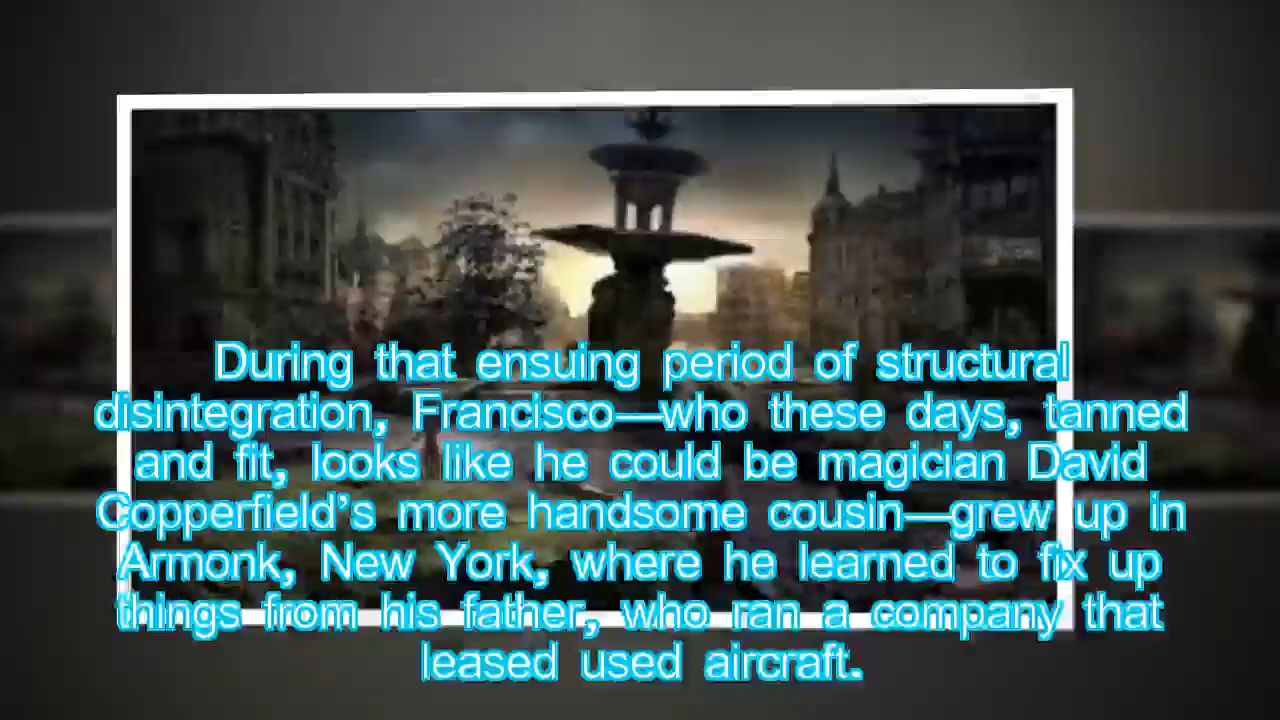 During that ensuing period of structural
disintegration, Francisco—who these days, tanned
and fit, looks like he could be magician David
Copperfield’s more handsome cousin—grew up in
Armonk, New York, where he learned to fix up
things from his father, who ran a company that
leased used aircraft.